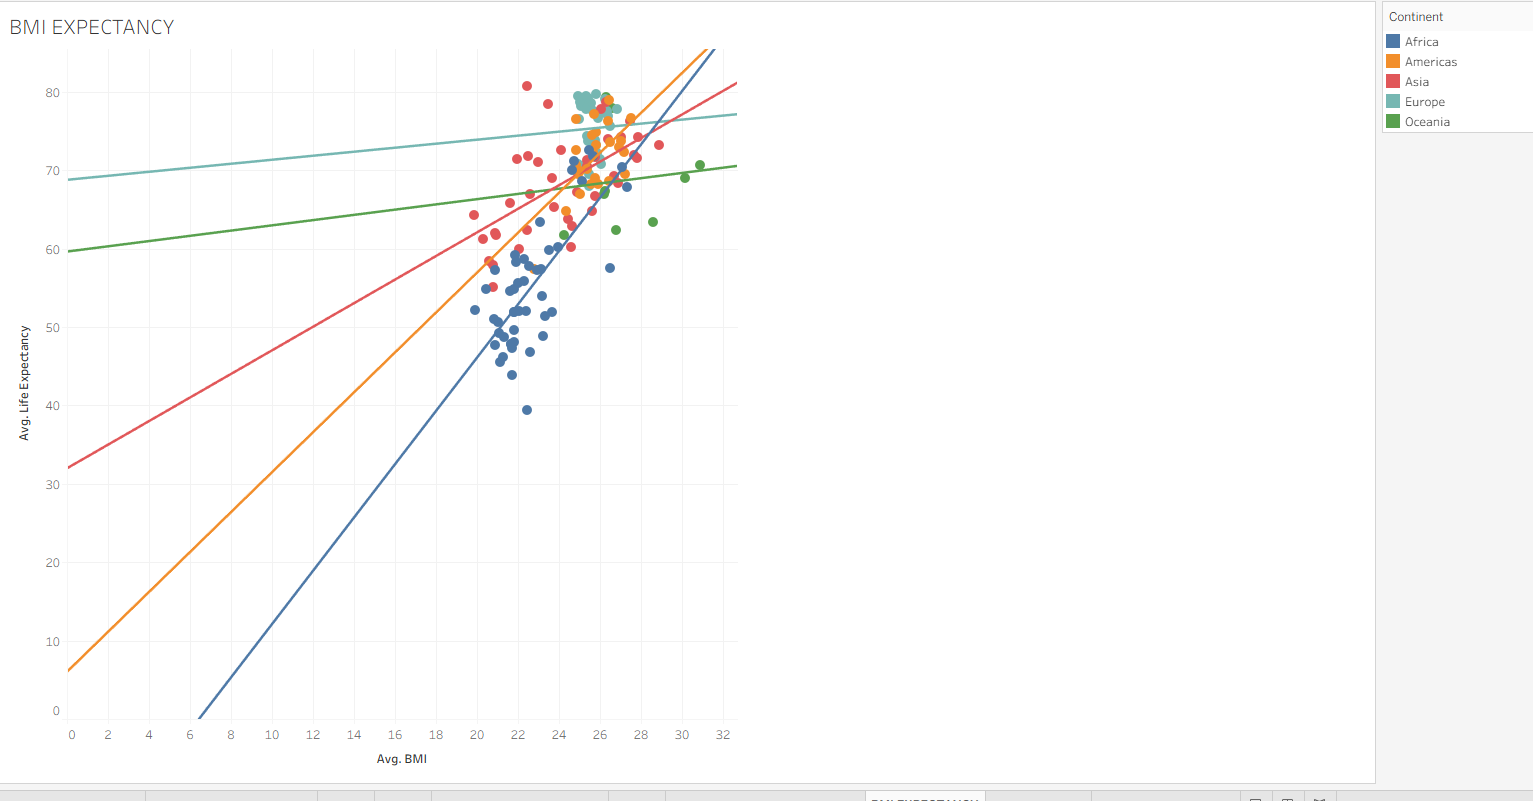 BMI EXPECTANCY
Continent
Africa
Americas
Asia
Europe
Oceania
80
70
60
50
40
30
20
10
0
Avg. Life Expectancy
0 2 4 6 8 10 12 14 16 18 20 22 24 26 28 30 32
Avg. BMI
BMI EXPECTANCY